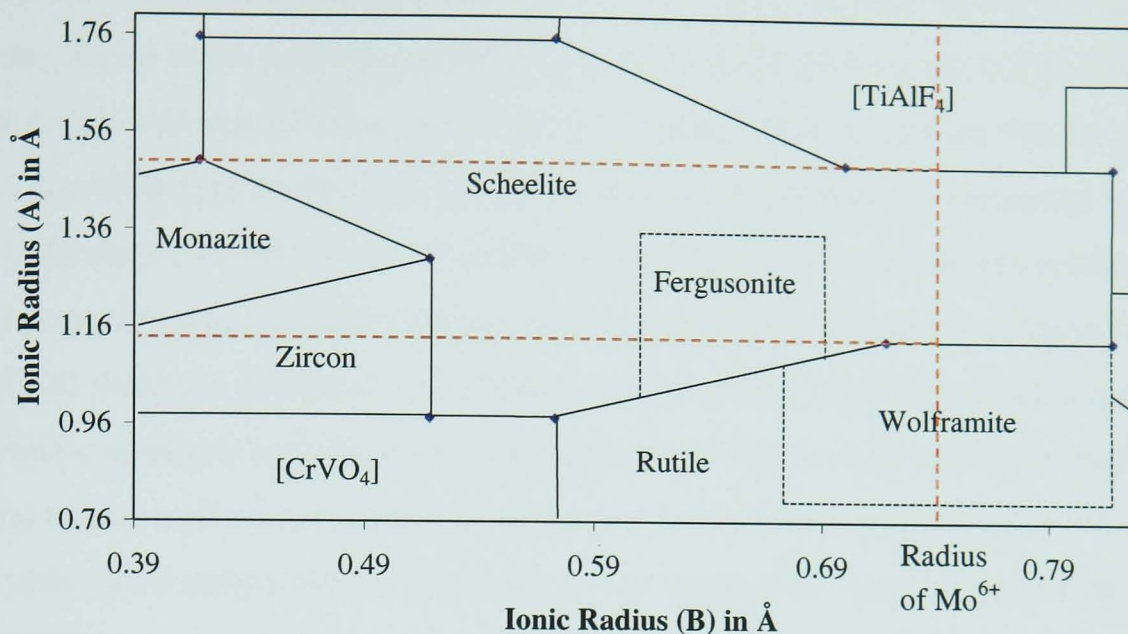 Ionic Radius (A) in Å
1.76
1.56
1.36
1.16
0.96
0.76
[TiAlF₄]
Scheelite
Monazite
Fergusonite
Zircon
Wolframite
Rutile
[CrVO₄]
0.39
0.49
0.59
0.69
Radius
of Mo⁶⁺
0.79
Ionic Radius (B) in Å